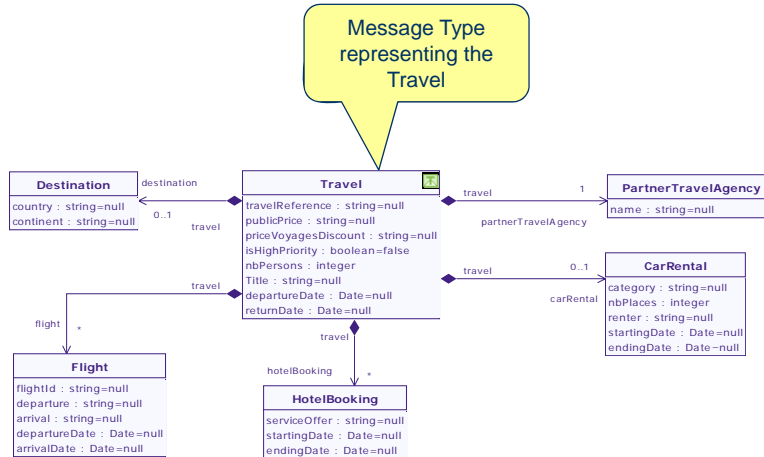 Message Type
representing the
Travel
Destination
country : string=null
continent : string=null
destination
0..1
travel
Travel
travelReference : string=null
publicPrice : string=null
priceVoyagesDiscount : string=null
isHighPriority : boolean=false
nbPersons : integer
Title : string=null
departureDate : Date=null
returnDate : Date=null
travel
1
partnerTravelAgency
PartnerTravelAgency
name : string=null
travel
0..1
carRental
CarRental
category : string=null
nbPlaces : integer
renter : string=null
startingDate : Date=null
endingDate : Date=null
travel
flight
*
Flight
flightId : string=null
departure : string=null
arrival : string=null
departureDate : Date=null
arrivalDate : Date=null
travel
hotelBooking
*
HotelBooking
serviceOffer : string=null
startingDate : Date=null
endingDate : Date=null